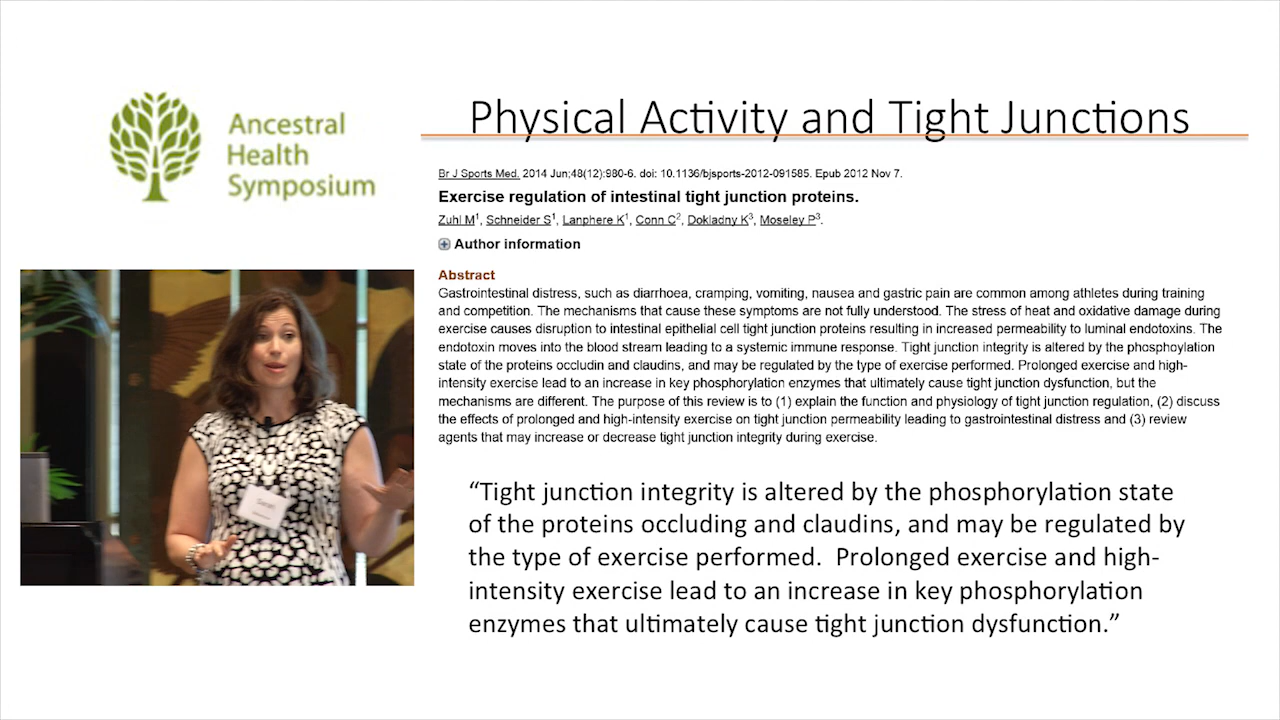 Ancestral
Health
Symposium
Physical Activity and Tight Junctions
Br J Sports Med. 2014 Jun;48(12):980-6. doi: 10.1136/bjsports-2012-091585. Epub 2012 Nov 7.
Exercise regulation of intestinal tight junction proteins.
Zuhl M1, Schneider S1, Lanphere K1, Conn C2, Dokladny K3, Moseley P3.
Author information
Abstract
Gastrointestinal distress, such as diarrhoea, cramping, vomiting, nausea and gastric pain are common among athletes during training
and competition. The mechanisms that cause these symptoms are not fully understood. The stress of heat and oxidative damage during
exercise causes disruption to intestinal epithelial cell tight junction proteins resulting in increased permeability to luminal endotoxins. The
endotoxin moves into the blood stream leading to a systemic immune response. Tight junction integrity is altered by the phosphoylation
state of the proteins occludin and claudins, and may be regulated by the type of exercise performed. Prolonged exercise and high-
intensity exercise lead to an increase in key phosphorylation enzymes that ultimately cause tight junction dysfunction, but the
mechanisms are different. The purpose of this review is to (1) explain the function and physiology of tight junction regulation, (2) discuss
the effects of prolonged and high-intensity exercise on tight junction permeability leading to gastrointestinal distress and (3) review
agents that may increase or decrease tight junction integrity during exercise.
“Tight junction integrity is altered by the phosphorylation state
of the proteins occluding and claudins, and may be regulated by
the type of exercise performed. Prolonged exercise and high-
intensity exercise lead to an increase in key phosphorylation
enzymes that ultimately cause tight junction dysfunction.”